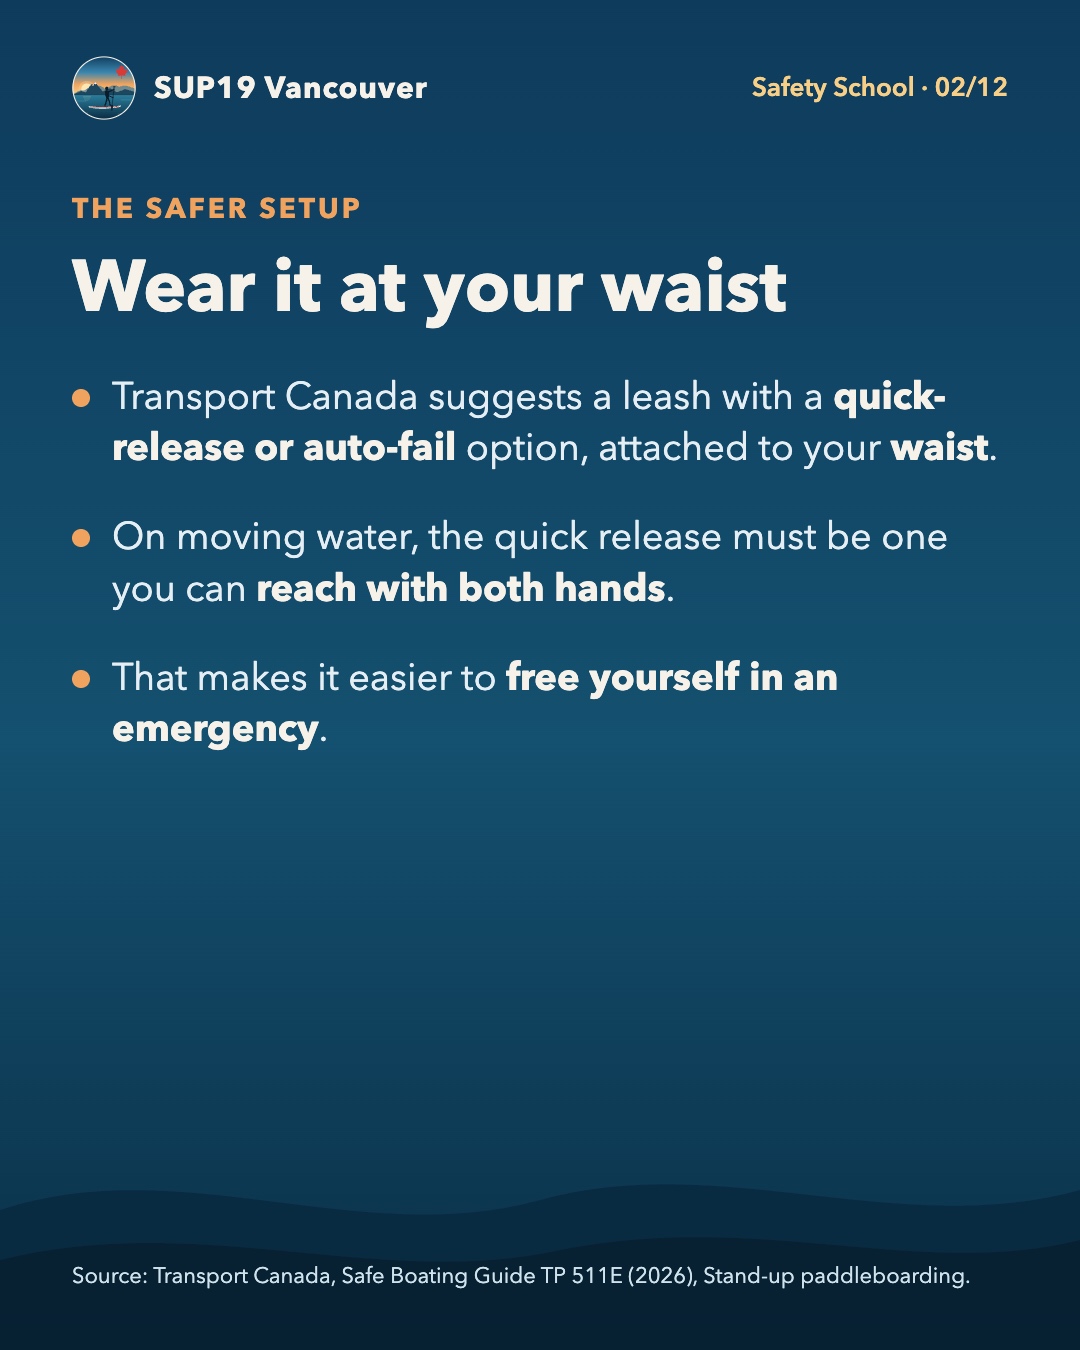 SUP19 Vancouver
Safety School · 02/12
THE SAFER SETUP
Wear it at your waist
Transport Canada suggests a leash with a quick-
release or auto-fail option, attached to your waist.
On moving water, the quick release must be one
you can reach with both hands.
That makes it easier to free yourself in an
emergency.
Source: Transport Canada, Safe Boating Guide TP 511E (2026), Stand-up paddleboarding.